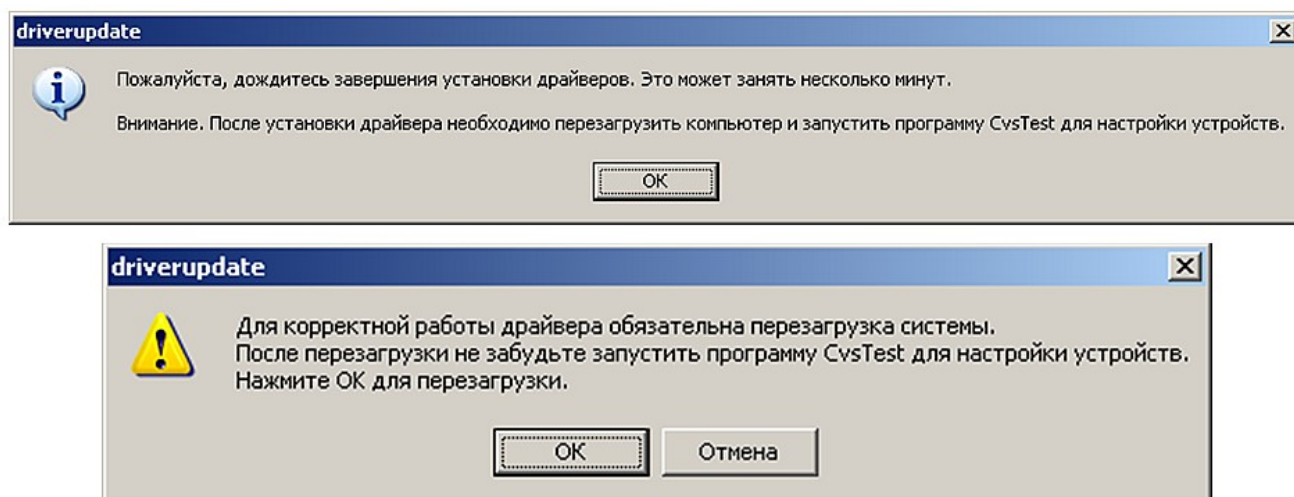 driverupdate
Пожалуйста, дождитесь завершения установки драйверов. Это может занять несколько минут.
Внимание. После установки драйвера необходимо перезагрузить компьютер и запустить программу CvsTest для настройки устройств.
OK
driverupdate
Для корректной работы драйвера обязательна перезагрузка системы.
После перезагрузки не забудьте запустить программу CvsTest для настройки устройств.
Нажмите OK для перезагрузки.
OK Отмена